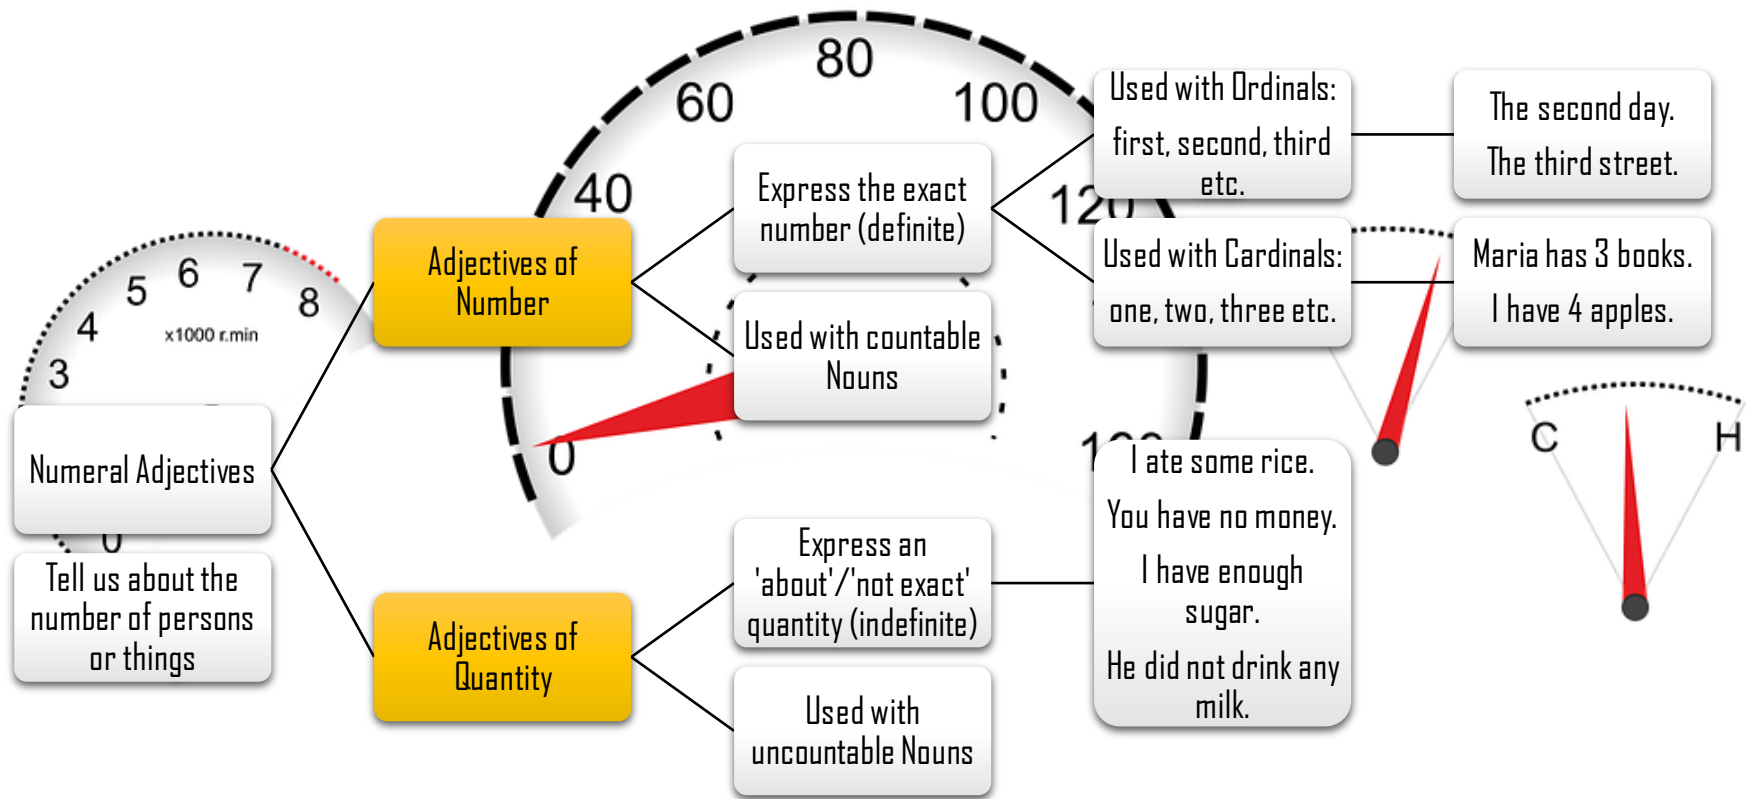 80
60
100
40
120
0
5
6
7
8
4
3
x1000 r.min
0
C
H
Numeral Adjectives
Tell us about the
number of persons
or things
Adjectives of
Number
Express the exact
number (definite)
Used with Ordinals:
first, second, third
etc.
The second day.
The third street.
Used with Cardinals:
one, two, three etc.
Maria has 3 books.
I have 4 apples.
Used with countable
Nouns
Adjectives of
Quantity
Express an
'about'/'not exact'
quantity (indefinite)
I ate some rice.
You have no money.
I have enough
sugar.
He did not drink any
milk.
Used with
uncountable Nouns